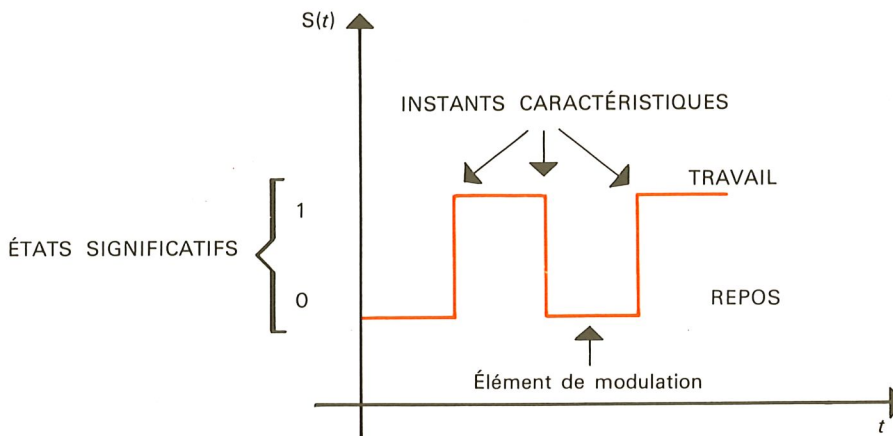 S(t)
INSTANTS CARACTÉRISTIQUES
TRAVAIL
1
ÉTATS SIGNIFICATIFS
0
REPOS
Élément de modulation
t